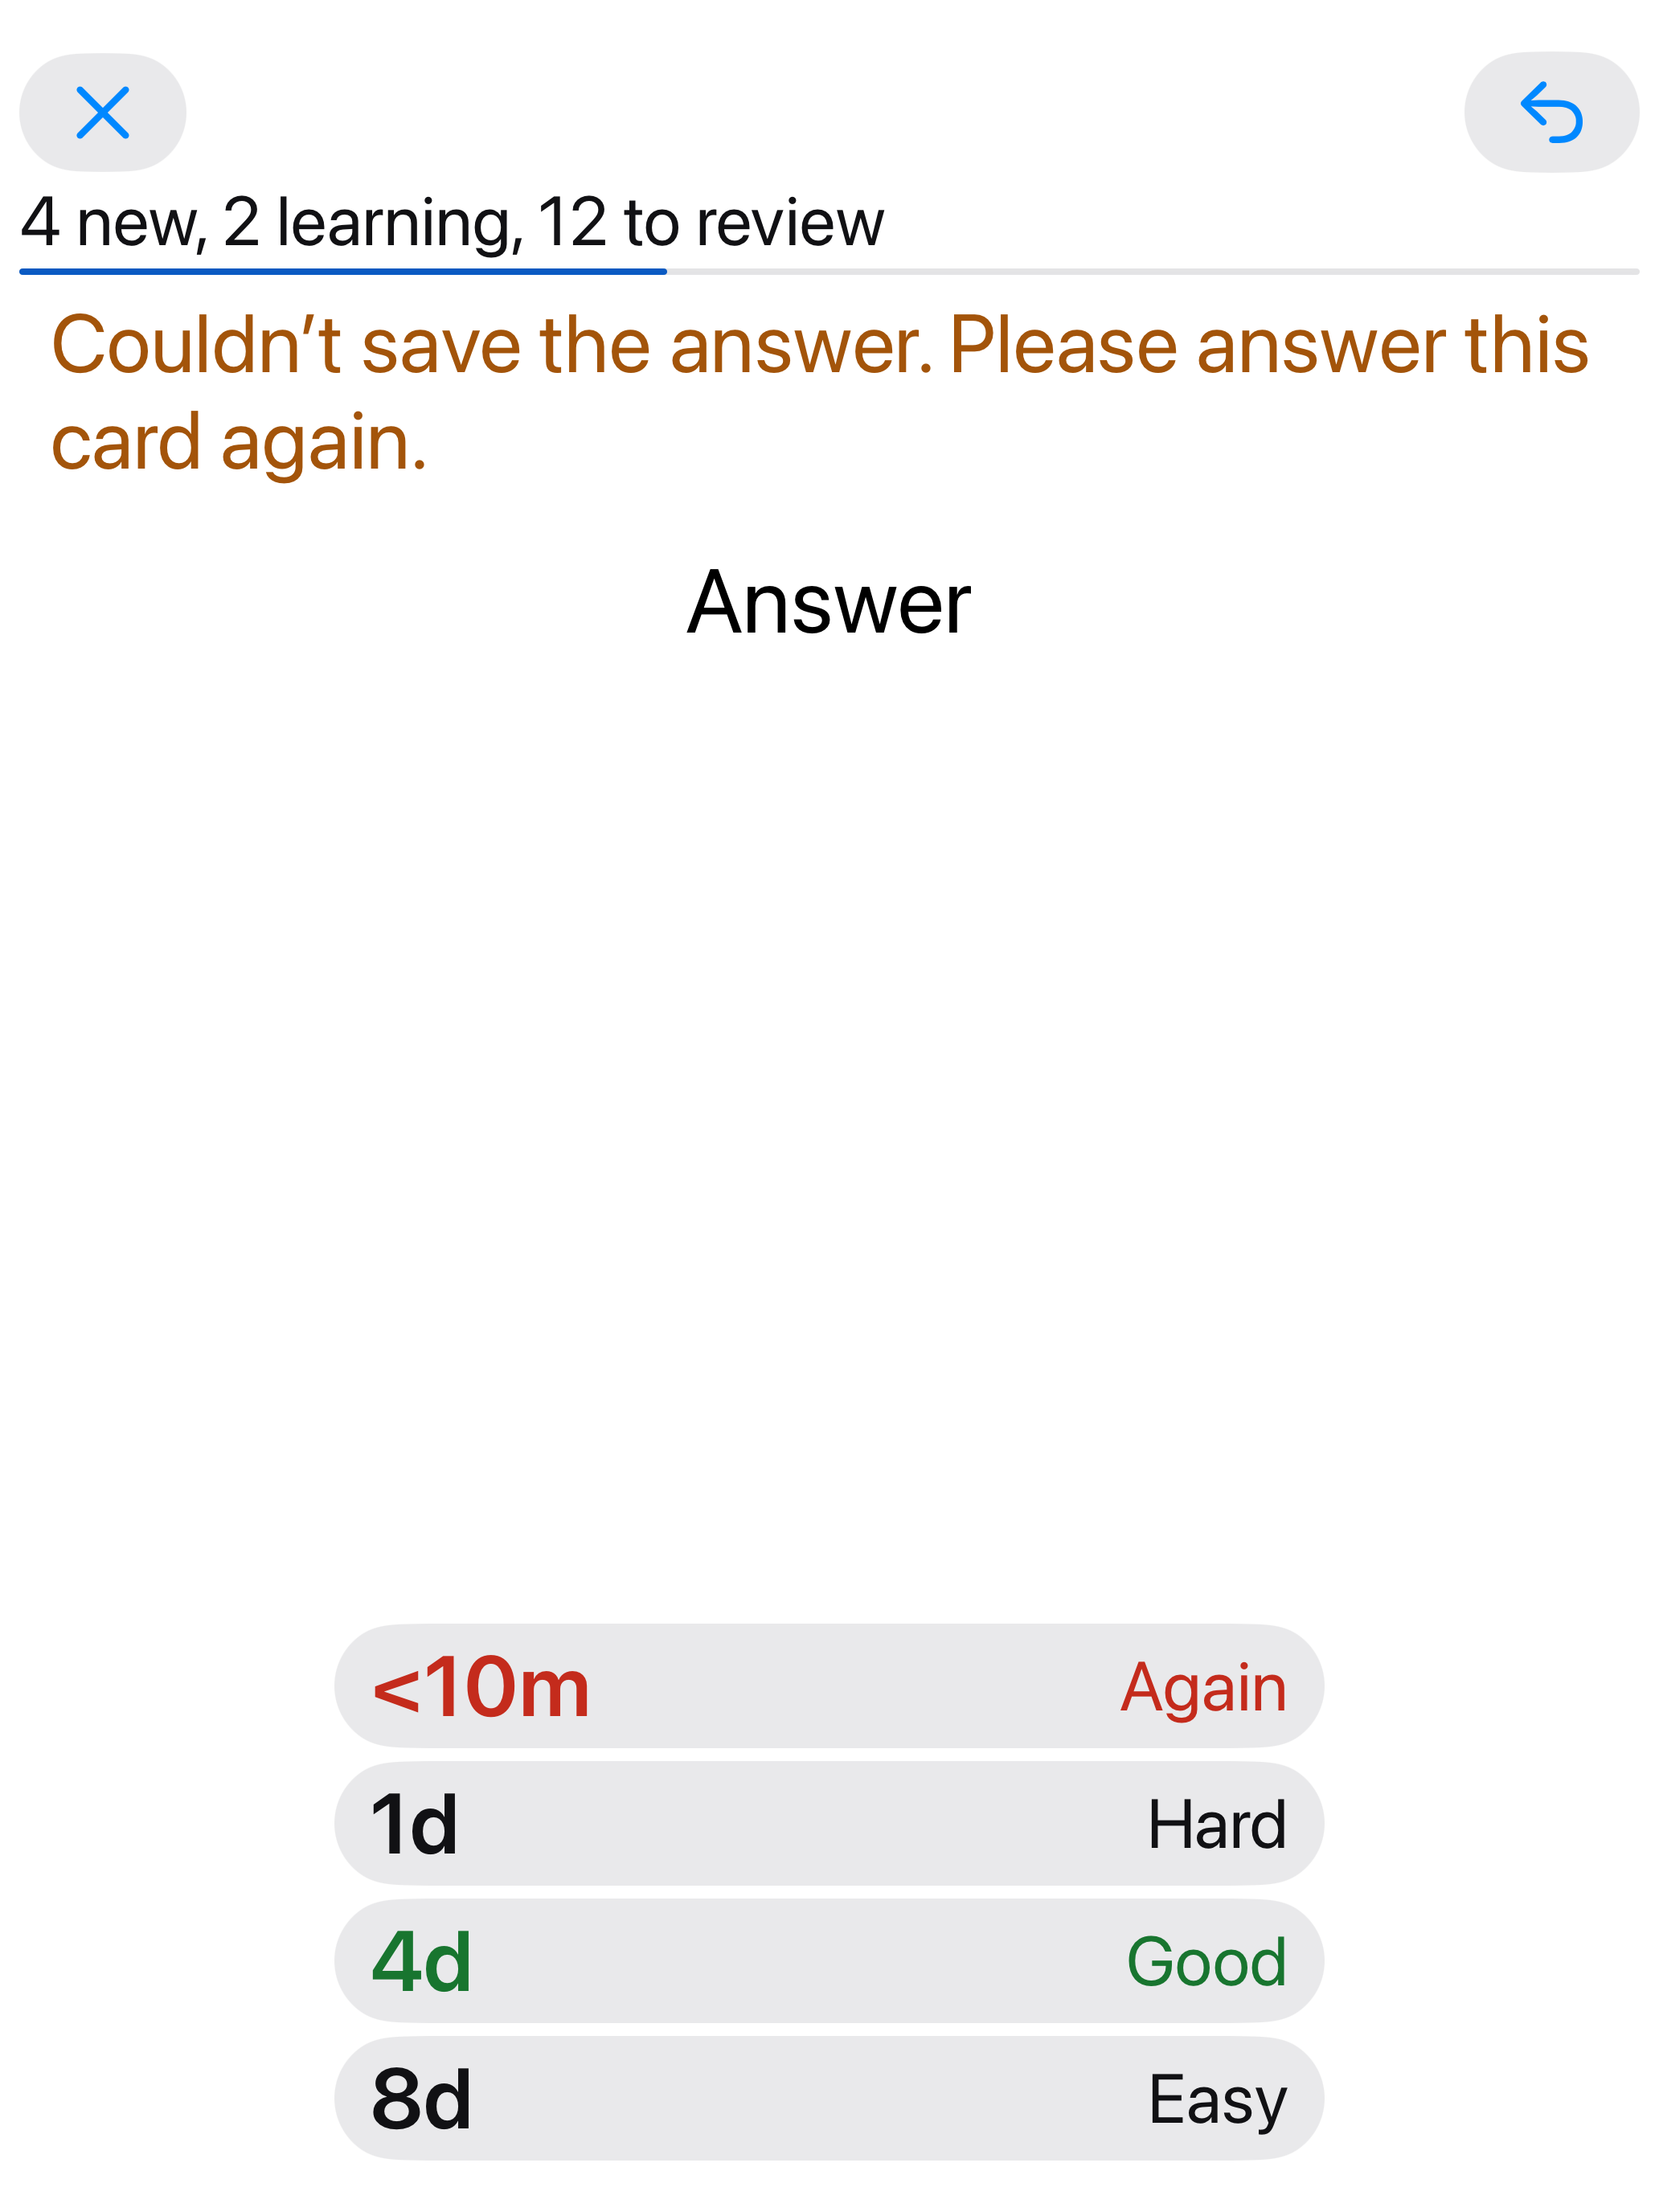 4 new, 2 learning, 12 to review
Couldn't save the answer. Please answer this
card again.
Answer
<10m Again
1d Hard
4d Good
8d Easy